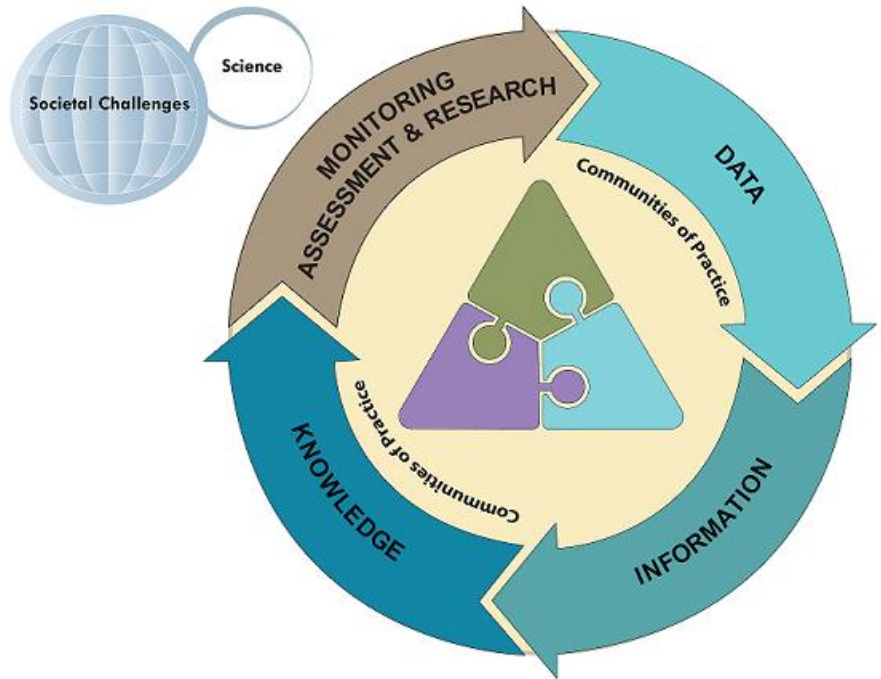 Societal Challenges
Science
MONITORING
ASSESSMENT & RESEARCH
DATA
Communities of Practice
INFORMATION
KNOWLEDGE
Communities of Practice